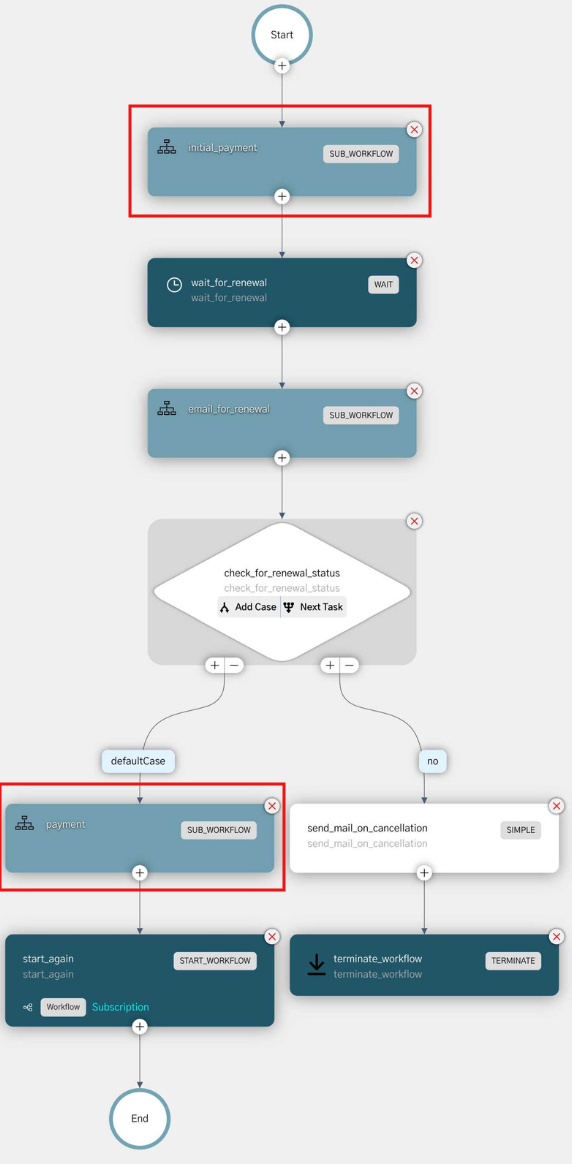 Start
initial_payment
SUB_WORKFLOW
wait_for_renewal
WAIT
wait_for_renewal
email_for_renewal
SUB_WORKFLOW
check_for_renewal_status
check_for_renewal_status
Add Case
Next Task
defaultCase
no
payment
SUB_WORKFLOW
send_mail_on_cancellation
SIMPLE
send_mail_on_cancellation
start_again
START_WORKFLOW
start_again
Workflow
Subscription
terminate_workflow
TERMINATE
terminate_workflow
End